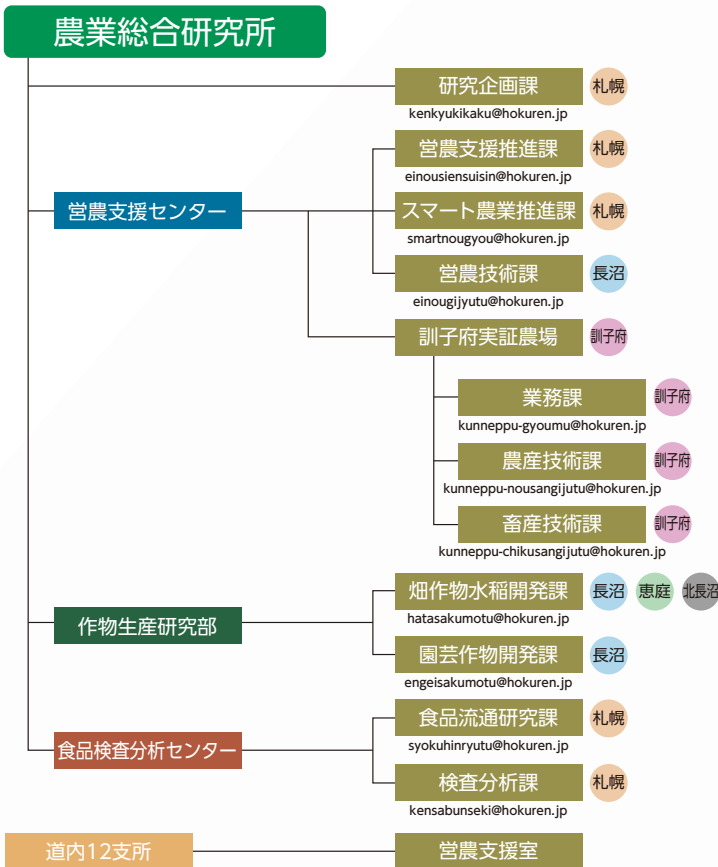 農業総合研究所
研究企画課 札幌
kenkyukikaku@hokuren.jp
営農支援センター
営農支援推進課 札幌
einousiensuisin@hokuren.jp
スマート農業推進課 札幌
smartnougyou@hokuren.jp
営農技術課 長沼
einougijyutu@hokuren.jp
訓子府実証農場 訓子府
業務課 訓子府
kunneppu-gyoumu@hokuren.jp
農産技術課 訓子府
kunneppu-nousangijutu@hokuren.jp
畜産技術課 訓子府
kunneppu-chikusangijutu@hokuren.jp
作物生産研究部
畑作物水稲開発課 長沼 恵庭 北長沼
hatasakumotu@hokuren.jp
園芸作物開発課 長沼
engeisakumotu@hokuren.jp
食品検査分析センター
食品流通研究課 札幌
syokuhinryutu@hokuren.jp
検査分析課 札幌
kensabunseki@hokuren.jp
道内12支所 営農支援室